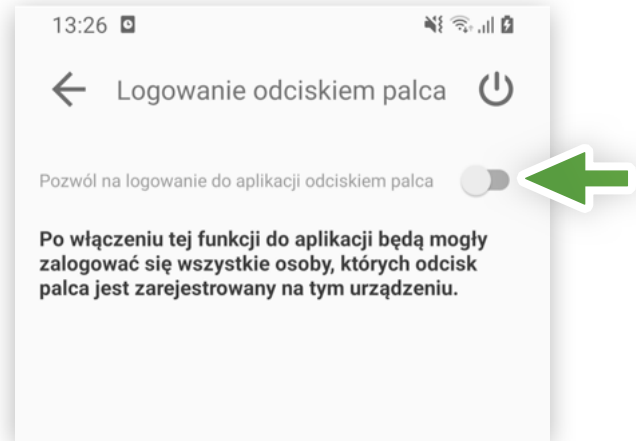 13:26
Logowanie odciskiem palca
Pozwól na logowanie do aplikacji odciskiem palca
Po włączeniu tej funkcji do aplikacji będą mogły
zalogować się wszystkie osoby, których odcisk
palca jest zarejestrowany na tym urządzeniu.